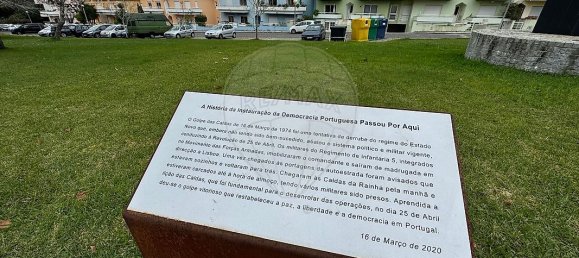 A História da Instauração da Democracia Portuguesa Passou Por Aqui
O Golpe das Caldas de 16 de Março de 1974 foi uma tentativa de derrube do regime do Estado
Novo que, embora não tendo sido bem-sucedido, abalou o sistema político e militar vigente,
conduzindo à Revolução de 25 de Abril. Os militares do Regimento de Infantaria 5, integrados
no Movimento das Forças Armadas, imobilizaram o comandante e saíram de madrugada em
direcção a Lisboa. Uma vez chegados às portagens da autoestrada foram avisados que
estavam sozinhos e voltaram para trás. Chegaram às Caldas da Rainha pela manhã e
estiveram cercados até à hora de almoço, tendo vários militares sido presos. Aprendida a
lição das Caldas, que foi fundamental para o desenrolar das operações, no dia 25 de Abril
deu-se o golpe vitorioso que restabeleceu a paz, a liberdade e a democracia em Portugal.
16 de Março de 2020